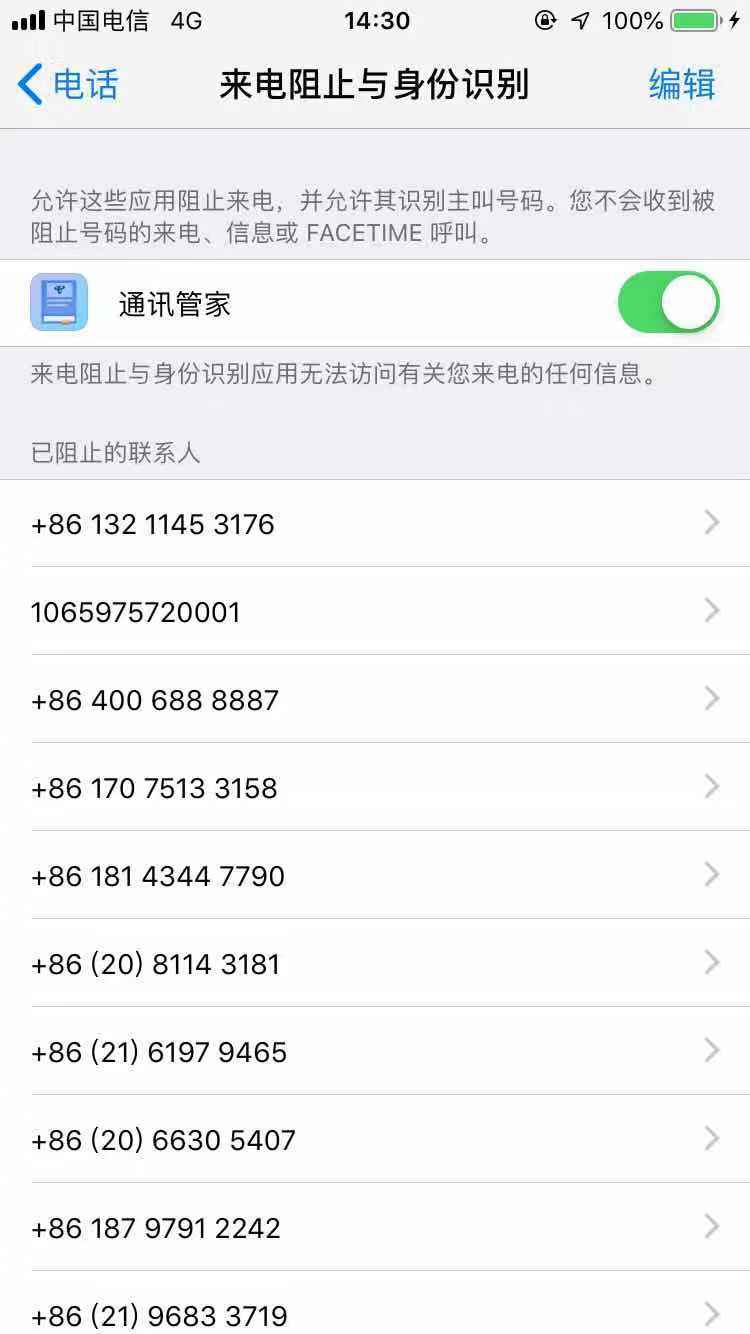 中国电信 4G 14:30 100%
电话 来电阻止与身份识别 编辑
允许这些应用阻止来电，并允许其识别主叫号码。您不会收到被
阻止号码的来电、信息或 FACETIME 呼叫。
通讯管家
来电阻止与身份识别应用无法访问有关您来电的任何信息。
已阻止的联系人
+86 132 1145 3176
1065975720001
+86 400 688 8887
+86 170 7513 3158
+86 181 4344 7790
+86 (20) 8114 3181
+86 (21) 6197 9465
+86 (20) 6630 5407
+86 187 9791 2242
+86 (21) 9683 3719